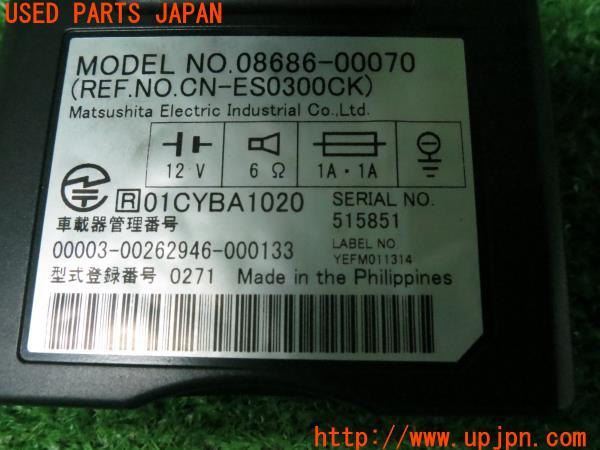 USED PARTS JAPAN
MODEL NO.08686-00070
(REF.NO.CN-ES0300CK)
Matsushita Electric Industrial Co.,Ltd.
12 V
6 Ω
1A・1A
R 01CYBA1020
SERIAL NO.
515851
車載器管理番号
00003-00262946-000133
LABEL NO
YEFM011314
型式登録番号 0271 Made in the Philippines
UPJ
http://www.upjpn.com/